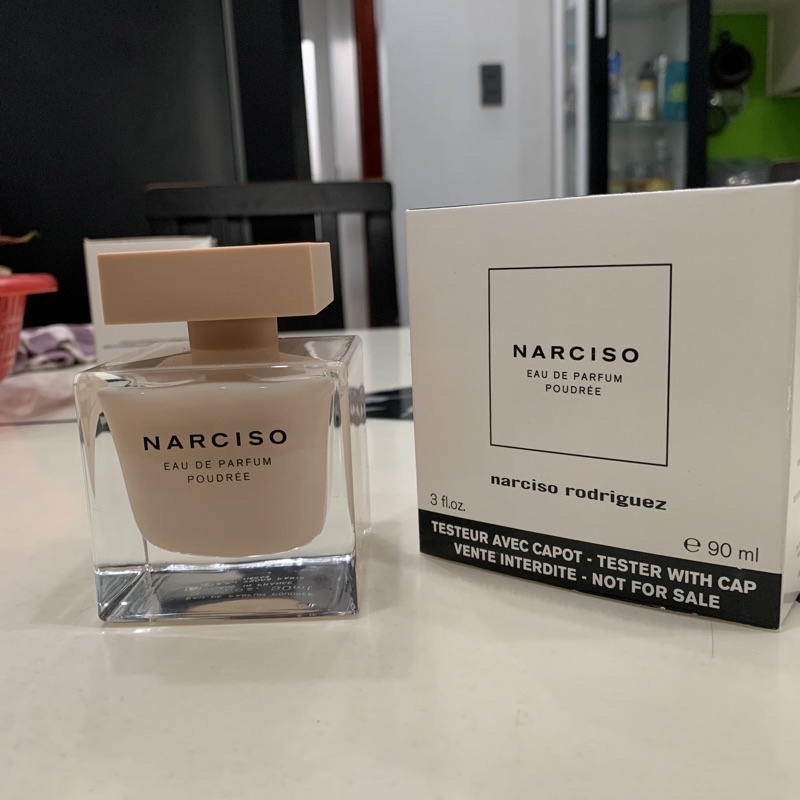 NARCISO
EAU DE PARFUM
POUDRÉE
NARCISO
EAU DE PARFUM
POUDRÉE
narciso rodriguez
3 fl.oz.
℮ 90 ml
TESTEUR AVEC CAPOT - TESTER WITH CAP
VENTE INTERDITE - NOT FOR SALE